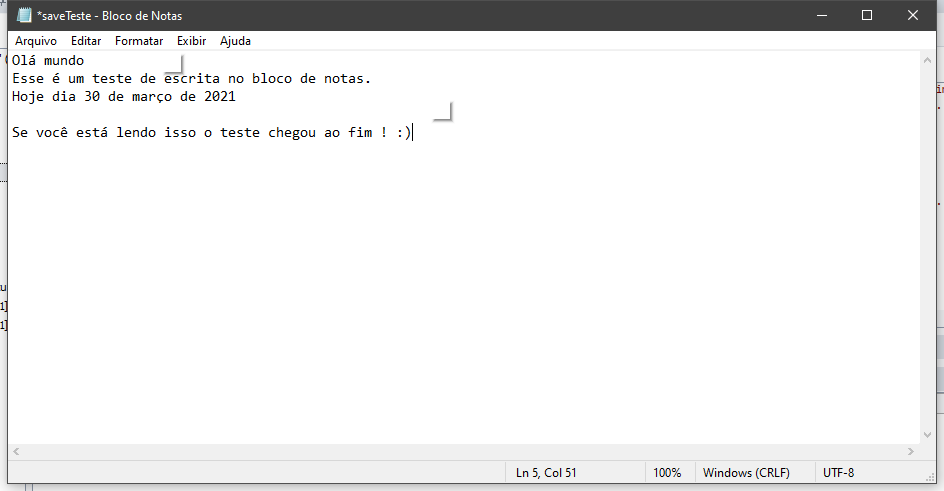 *saveTeste - Bloco de Notas
Arquivo Editar Formatar Exibir Ajuda
Olá mundo
Esse é um teste de escrita no bloco de notas.
Hoje dia 30 de março de 2021
Se você está lendo isso o teste chegou ao fim ! :)
Ln 5, Col 51 100% Windows (CRLF) UTF-8